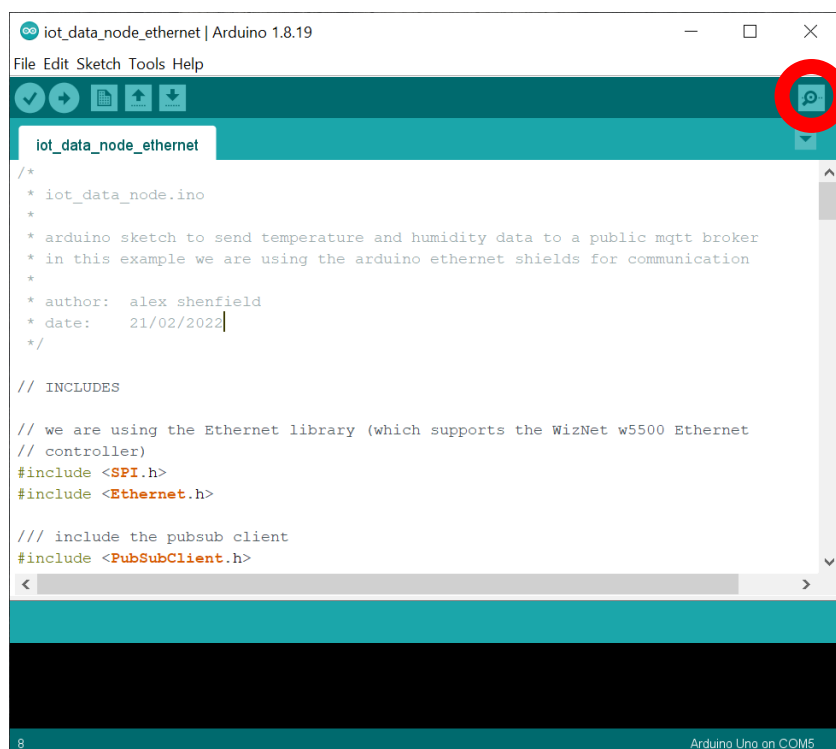 iot_data_node_ethernet | Arduino 1.8.19
File Edit Sketch Tools Help
iot_data_node_ethernet
/*
 * iot_data_node.ino
 *
 * arduino sketch to send temperature and humidity data to a public mqtt broker
 * in this example we are using the arduino ethernet shields for communication
 *
 * author:  alex shenfield
 * date:    21/02/2022
 */
// INCLUDES
// we are using the Ethernet library (which supports the WizNet w5500 Ethernet
// controller)
#include <SPI.h>
#include <Ethernet.h>
/// include the pubsub client
#include <PubSubClient.h>
8 Arduino Uno on COM5